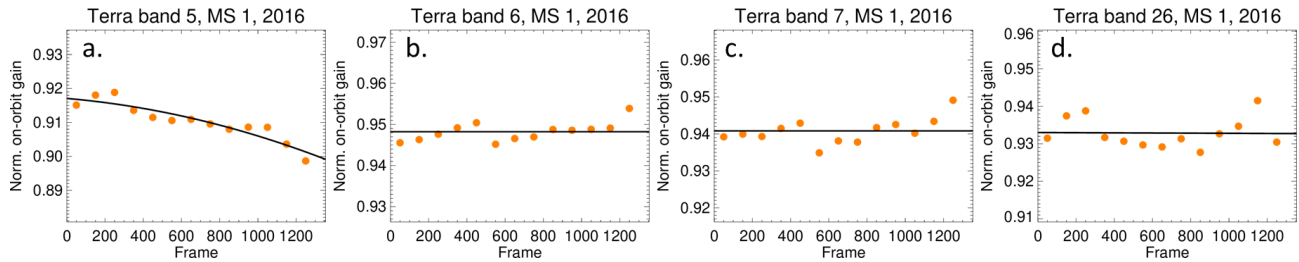 Terra band 5, MS 1, 2016
a.
Norm. on-orbit gain
0.93
0.92
0.91
0.90
0.89
0 200 400 600 800 1000 1200
Frame
Terra band 6, MS 1, 2016
b.
Norm. on-orbit gain
0.97
0.96
0.95
0.94
0.93
0 200 400 600 800 1000 1200
Frame
Terra band 7, MS 1, 2016
c.
Norm. on-orbit gain
0.96
0.95
0.94
0.93
0.92
0 200 400 600 800 1000 1200
Frame
Terra band 26, MS 1, 2016
d.
Norm. on-orbit gain
0.96
0.95
0.94
0.93
0.92
0.91
0 200 400 600 800 1000 1200
Frame